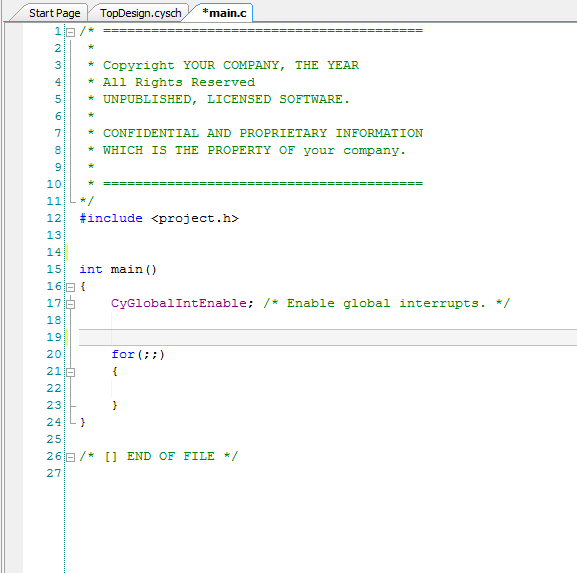 Start Page TopDesign.cysch *main.c
1 /* ========================================
2  *
3  * Copyright YOUR COMPANY, THE YEAR
4  * All Rights Reserved
5  * UNPUBLISHED, LICENSED SOFTWARE.
6  *
7  * CONFIDENTIAL AND PROPRIETARY INFORMATION
8  * WHICH IS THE PROPERTY OF your company.
9  *
10  * ========================================
11 */
12 #include <project.h>
13
14
15 int main()
16 {
17     CyGlobalIntEnable; /* Enable global interrupts. */
18
19
20     for(;;)
21     {
22
23     }
24 }
25
26 /* [] END OF FILE */
27